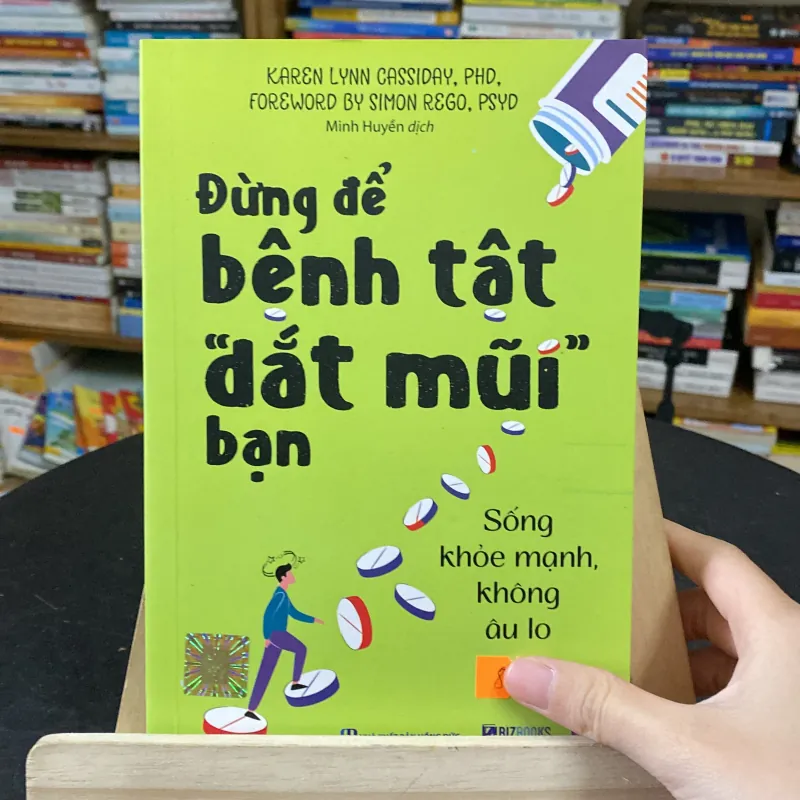 KAREN LYNN CASSIDAY, PHD,
FOREWORD BY SIMON REGO, PSYD
Minh Huyền dịch
Đừng để
bệnh tật
“dắt mũi”
bạn
Sống
khỏe mạnh,
không
âu lo
8
BIZBOOKS